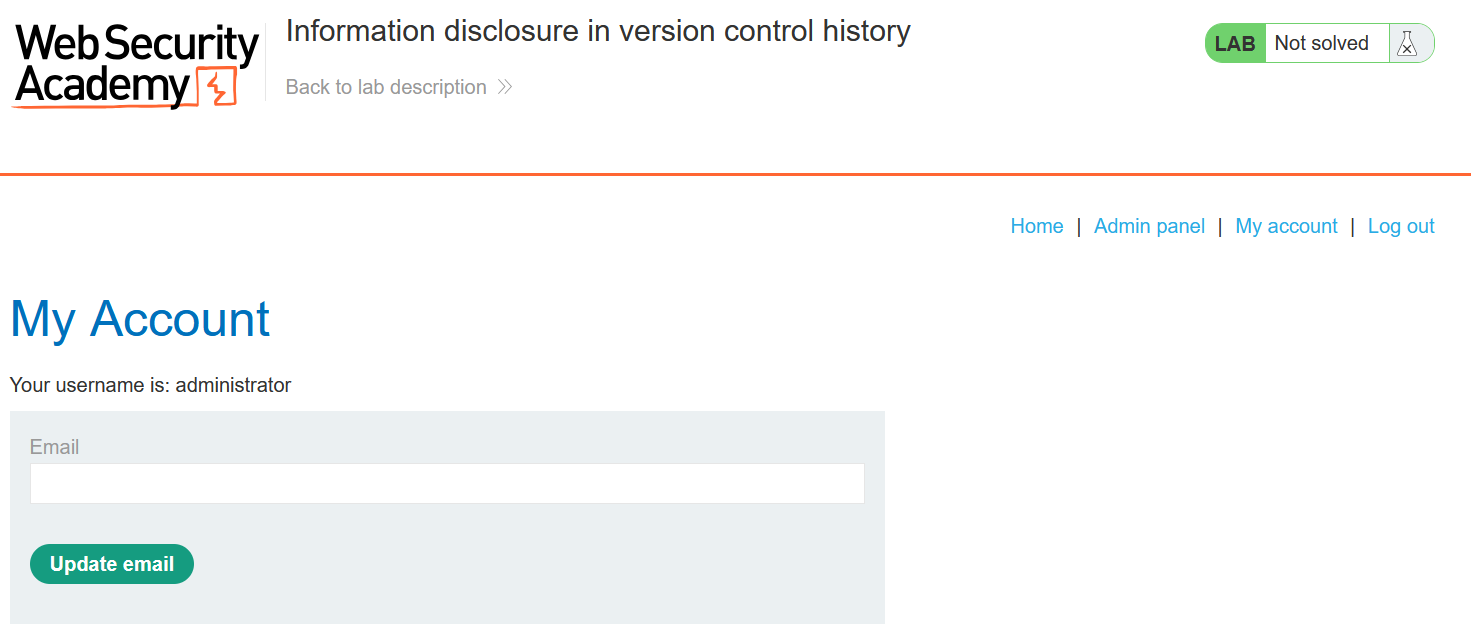 Web Security
Academy
Information disclosure in version control history
Back to lab description
LAB Not solved
Home | Admin panel | My account | Log out
My Account
Your username is: administrator
Email
Update email